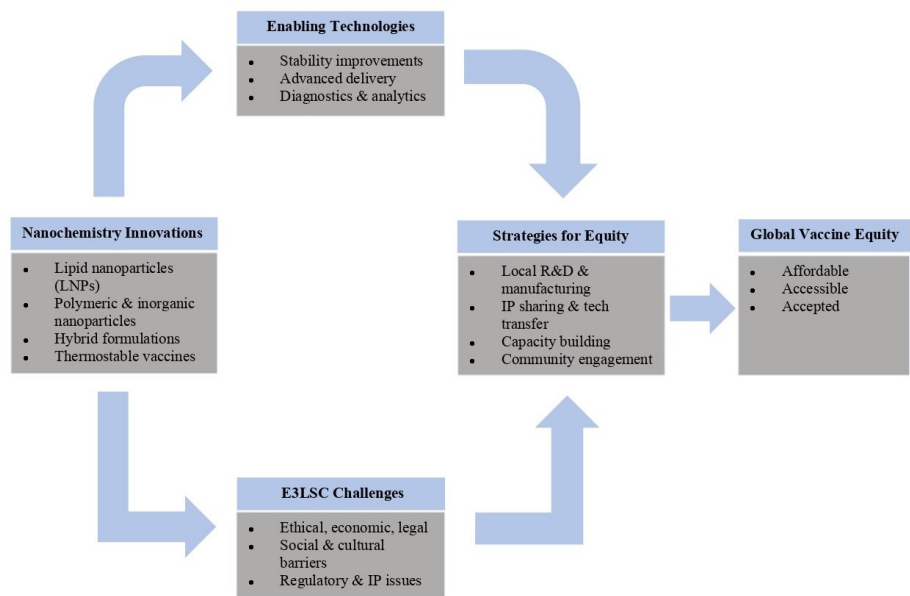 Enabling Technologies
• Stability improvements
• Advanced delivery
• Diagnostics & analytics
Nanochemistry Innovations
• Lipid nanoparticles
(LNPs)
• Polymeric & inorganic
nanoparticles
• Hybrid formulations
• Thermostable vaccines
Strategies for Equity
• Local R&D &
manufacturing
• IP sharing & tech
transfer
• Capacity building
• Community engagement
Global Vaccine Equity
• Affordable
• Accessible
• Accepted
E3LSC Challenges
• Ethical, economic, legal
• Social & cultural
barriers
• Regulatory & IP issues